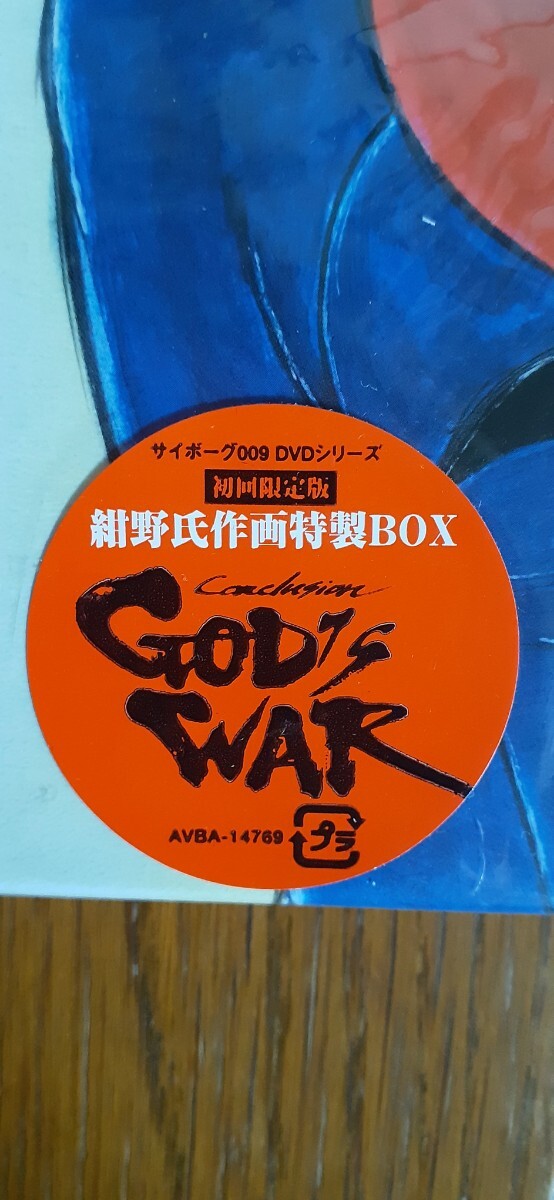 サイボーグ009 DVDシリーズ
初回限定版
紺野氏作画特製BOX
Conclusion
GOD'S
WAR
AVBA-14769
プラ